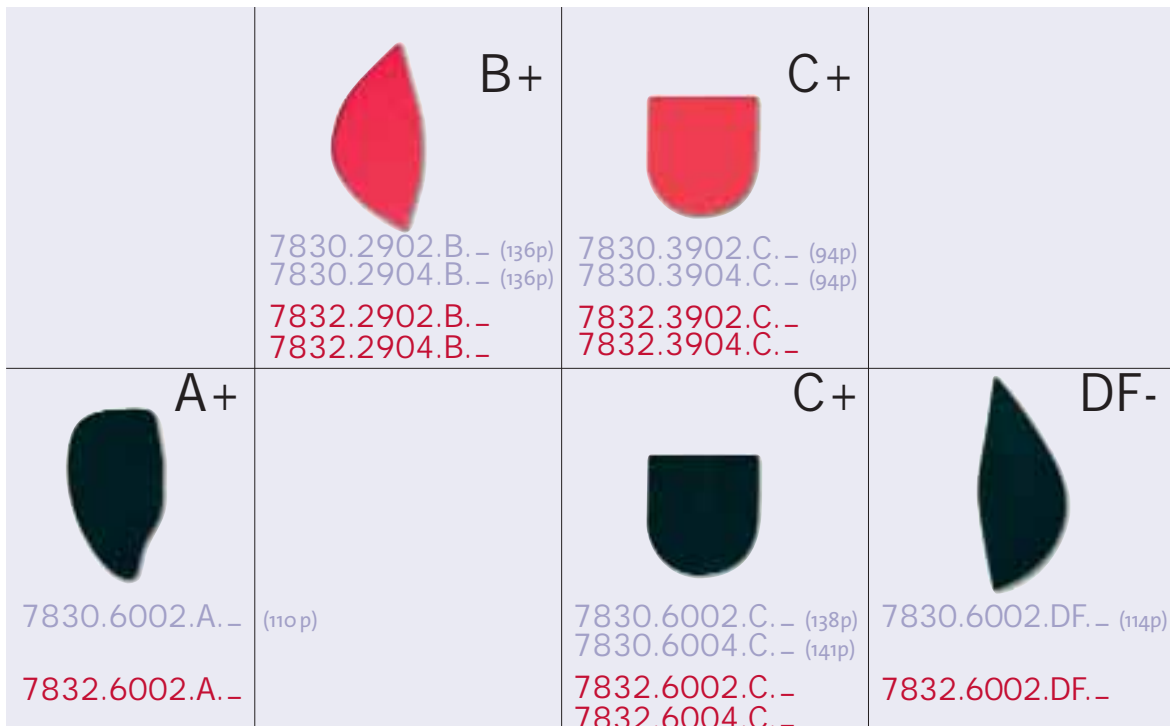 B+
7830.2902.B._ (136p)
7830.2904.B._ (136p)
7832.2902.B._
7832.2904.B._
C+
7830.3902.C._ (94p)
7830.3904.C._ (94p)
7832.3902.C._
7832.3904.C._
A+
7830.6002.A._ (110 p)
7832.6002.A._
C+
7830.6002.C._ (138p)
7830.6004.C._ (141p)
7832.6002.C._
7832.6004.C._
DF-
7830.6002.DF._ (114p)
7832.6002.DF._